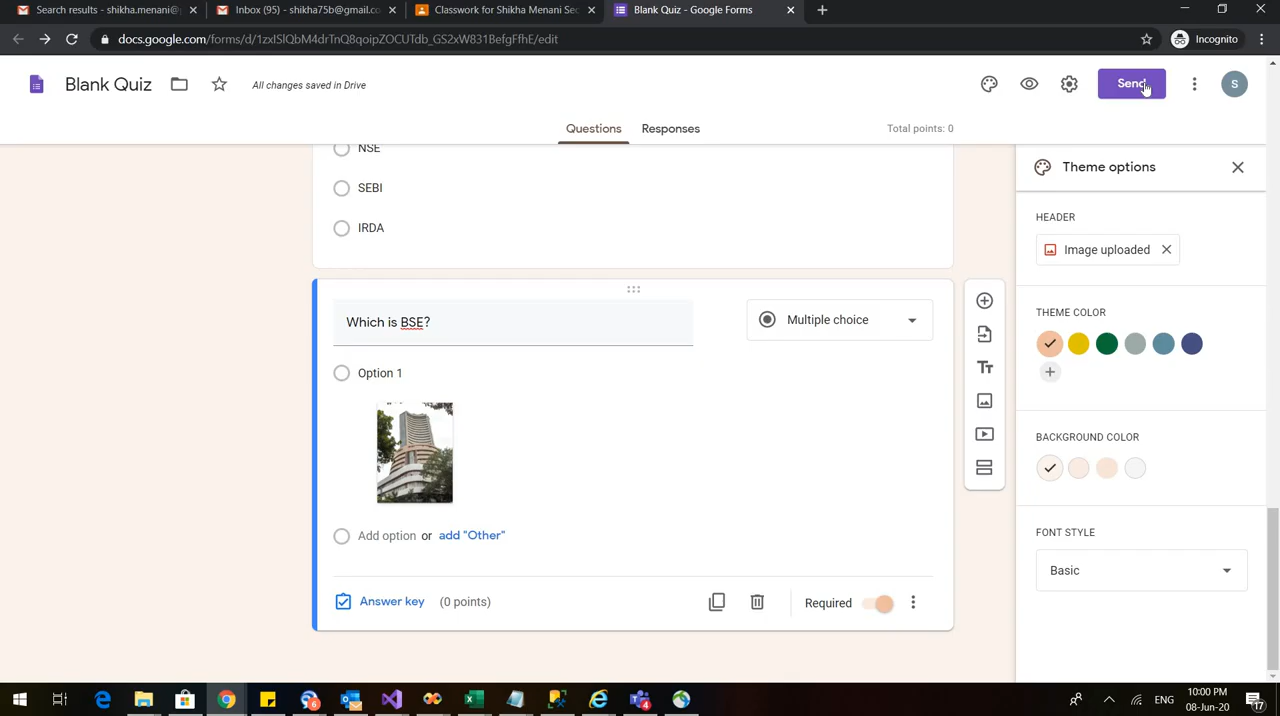 Search results - shikha.menani@
Inbox (95) - shikha75b@gmail.co
Classwork for Shikha Menani Sec
Blank Quiz - Google Forms
docs.google.com/forms/d/1zxISlQbM4drTnQ8qoipZOCUTdb_GS2xW831BefgFfhE/edit
Incognito
Blank Quiz
All changes saved in Drive
Send
S
Questions
Responses
Total points: 0
NSE
SEBI
IRDA
Which is BSE?
Multiple choice
Option 1
Add option or add "Other"
Answer key (0 points)
Required
Theme options
HEADER
Image uploaded
THEME COLOR
BACKGROUND COLOR
FONT STYLE
Basic
6
4
ENG
10:00 PM
08-Jun-20
17